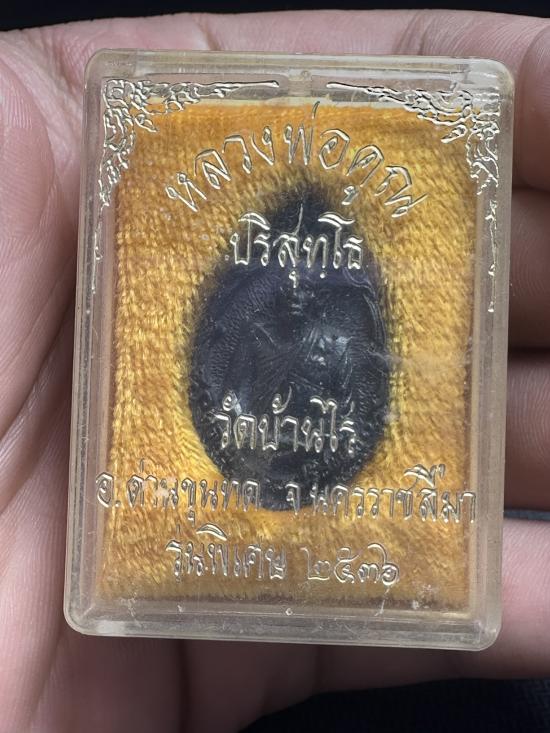 หลวงพ่อคูณ
ปริสุทฺโธ
วัดบ้านไร่
อ.ด่านขุนทด จ.นครราชสีมา
รุ่นพิเศษ ๒๕๓๖